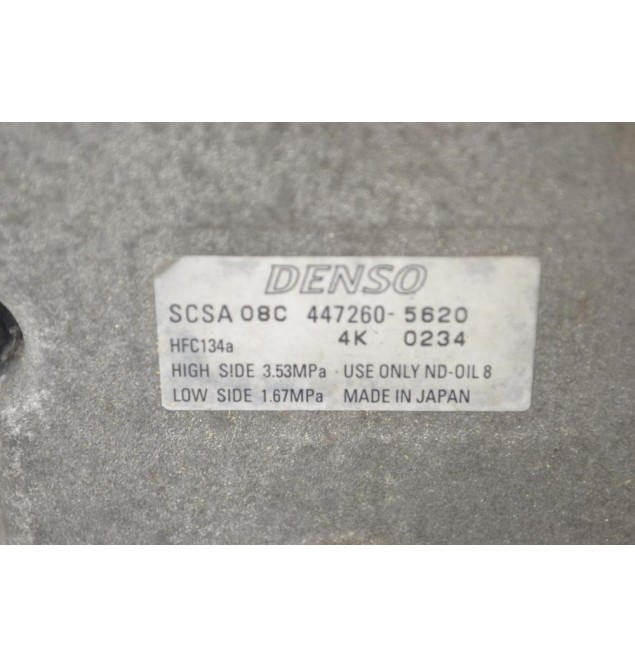 DENSO
SCSA 08C 447260- 5620
4K 0234
HFC134a
HIGH SIDE 3.53MPa · USE ONLY ND-OIL 8
LOW SIDE 1.67MPa MADE IN JAPAN